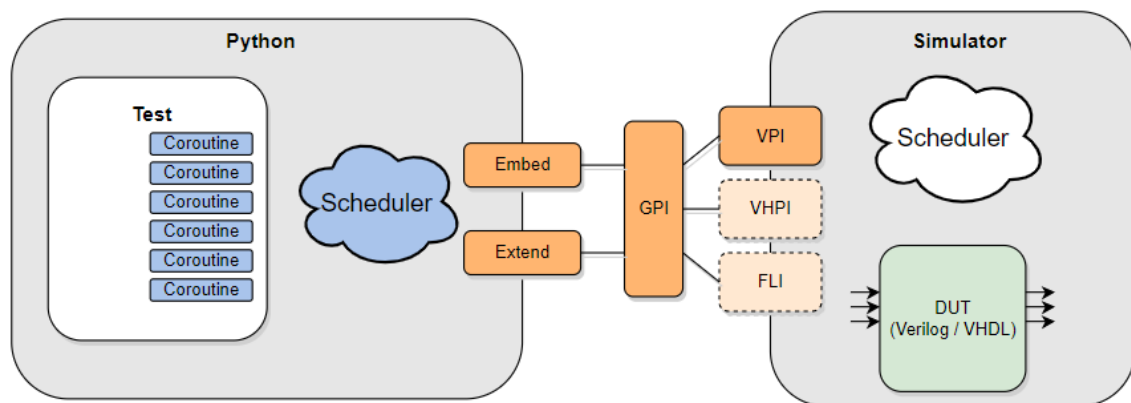 Python
Test
Coroutine
Coroutine
Coroutine
Coroutine
Coroutine
Coroutine
Scheduler
Embed
Extend
GPI
VPI
VHPI
FLI
Simulator
Scheduler
DUT
(Verilog / VHDL)